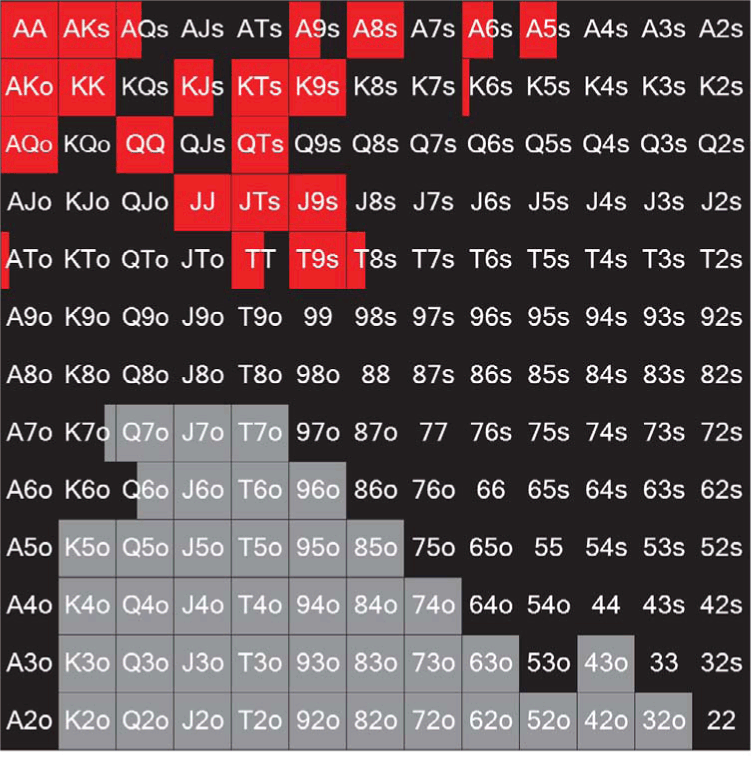 AA AKs AQs AJs ATs A9s A8s A7s A6s A5s A4s A3s A2s
AKo KK KQs KJs KTs K9s K8s K7s K6s K5s K4s K3s K2s
AQo KQo QQ QJs QTs Q9s Q8s Q7s Q6s Q5s Q4s Q3s Q2s
AJo KJo QJo JJ JTs J9s J8s J7s J6s J5s J4s J3s J2s
ATo KTo QTo JTo TT T9s T8s T7s T6s T5s T4s T3s T2s
A9o K9o Q9o J9o T9o 99 98s 97s 96s 95s 94s 93s 92s
A8o K8o Q8o J8o T8o 98o 88 87s 86s 85s 84s 83s 82s
A7o K7o Q7o J7o T7o 97o 87o 77 76s 75s 74s 73s 72s
A6o K6o Q6o J6o T6o 96o 86o 76o 66 65s 64s 63s 62s
A5o K5o Q5o J5o T5o 95o 85o 75o 65o 55 54s 53s 52s
A4o K4o Q4o J4o T4o 94o 84o 74o 64o 54o 44 43s 42s
A3o K3o Q3o J3o T3o 93o 83o 73o 63o 53o 43o 33 32s
A2o K2o Q2o J2o T2o 92o 82o 72o 62o 52o 42o 32o 22